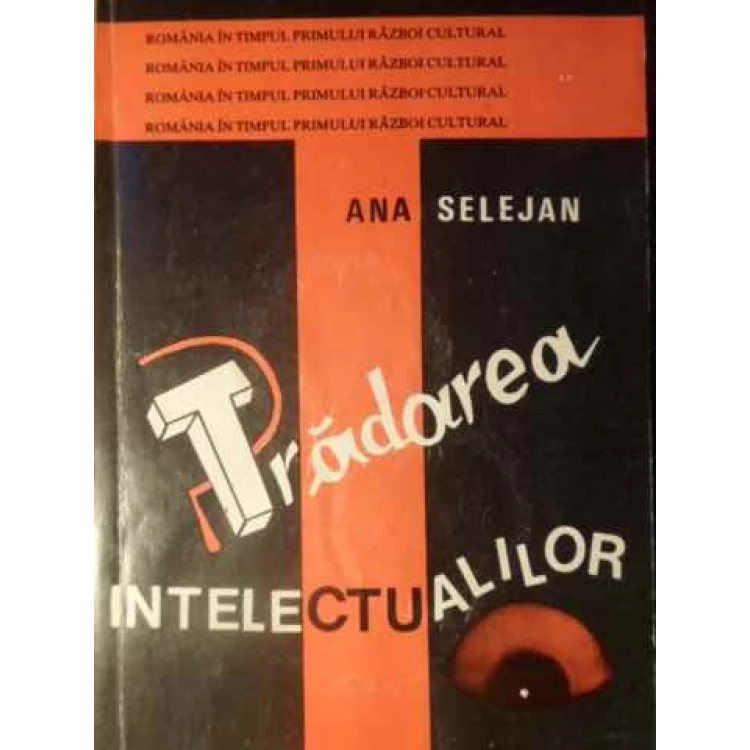 ROMÂNIA ÎN TIMPUL PRIMULUI RĂZBOI CULTURAL
ROMÂNIA ÎN TIMPUL PRIMULUI RĂZBOI CULTURAL
ROMÂNIA ÎN TIMPUL PRIMULUI RĂZBOI CULTURAL
ROMÂNIA ÎN TIMPUL PRIMULUI RĂZBOI CULTURAL
ANA SELEJAN
Trădarea
INTELECTUALILOR